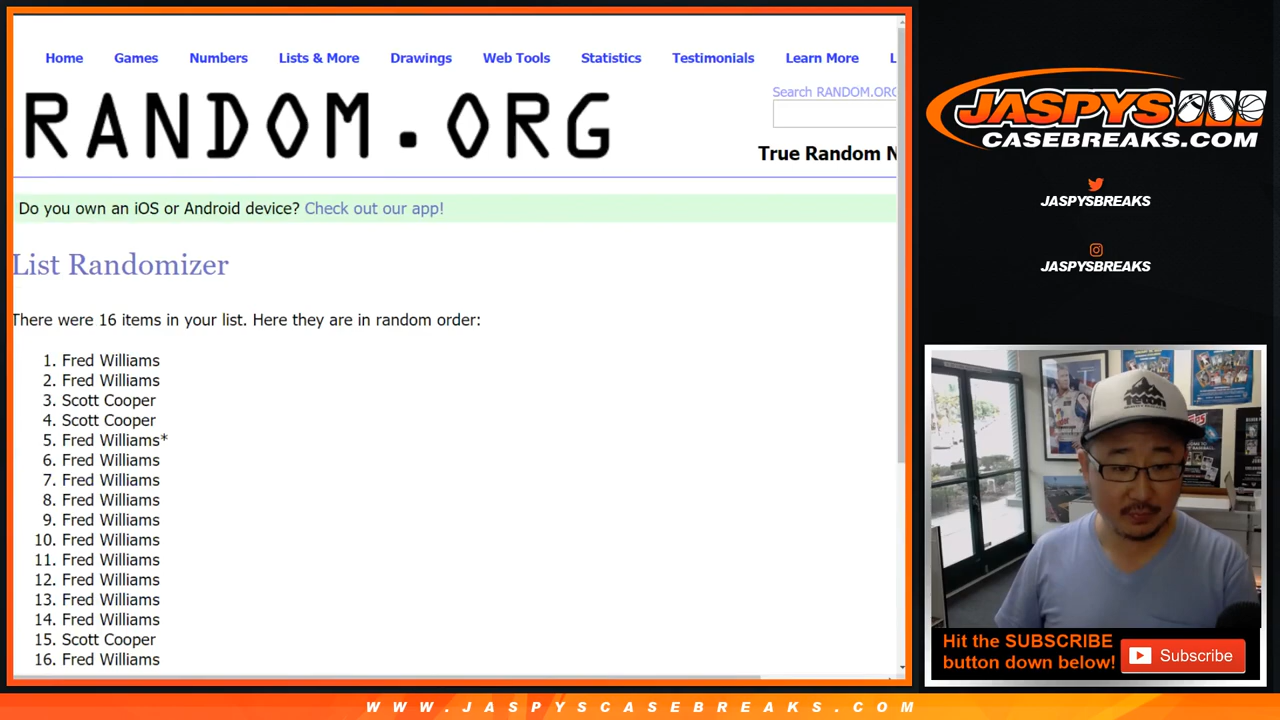 Home Games Numbers Lists & More Drawings Web Tools Statistics Testimonials Learn More L
Search RANDOM.ORG
RANDOM.ORG
True Random N
Do you own an iOS or Android device? Check out our app!
List Randomizer
There were 16 items in your list. Here they are in random order:
1. Fred Williams
2. Fred Williams
3. Scott Cooper
4. Scott Cooper
5. Fred Williams*
6. Fred Williams
7. Fred Williams
8. Fred Williams
9. Fred Williams
10. Fred Williams
11. Fred Williams
12. Fred Williams
13. Fred Williams
14. Fred Williams
15. Scott Cooper
16. Fred Williams
JASPYS
CASEBREAKS.COM
JASPYSBREAKS
JASPYSBREAKS
Teton
Hit the SUBSCRIBE
button down below!
Subscribe
WWW.JASPYSCASEBREAKS.COM